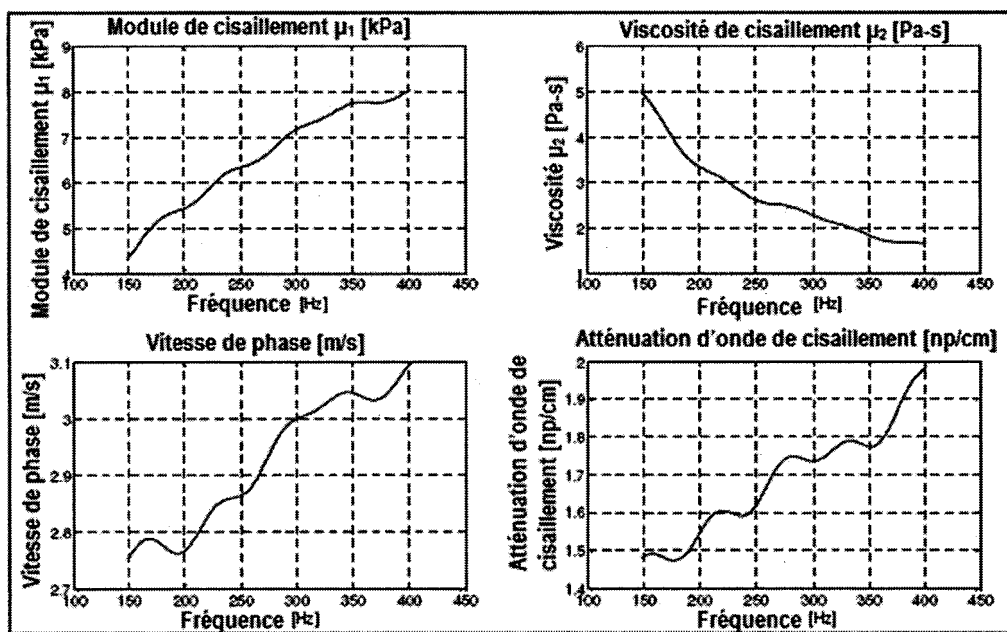 Module de cisaillement μ₁ [kPa]
Module de cisaillement μ₁ [kPa]
9
8
7
6
5
4
100 150 200 250 300 350 400 450
Fréquence [Hz]
Viscosité de cisaillement μ₂ [Pa-s]
Viscosité μ₂ [Pa-s]
6
5
4
3
2
1
100 150 200 250 300 350 400 450
Fréquence [Hz]
Vitesse de phase [m/s]
Vitesse de phase [m/s]
3.1
3.0
2.9
2.8
2.7
100 150 200 250 300 350 400 450
Fréquence [Hz]
Atténuation d'onde de cisaillement [np/cm]
Atténuation d'onde de
cisaillement [np/cm]
2
1.9
1.8
1.7
1.6
1.5
1.4
100 150 200 250 300 350 400 450
Fréquence [Hz]